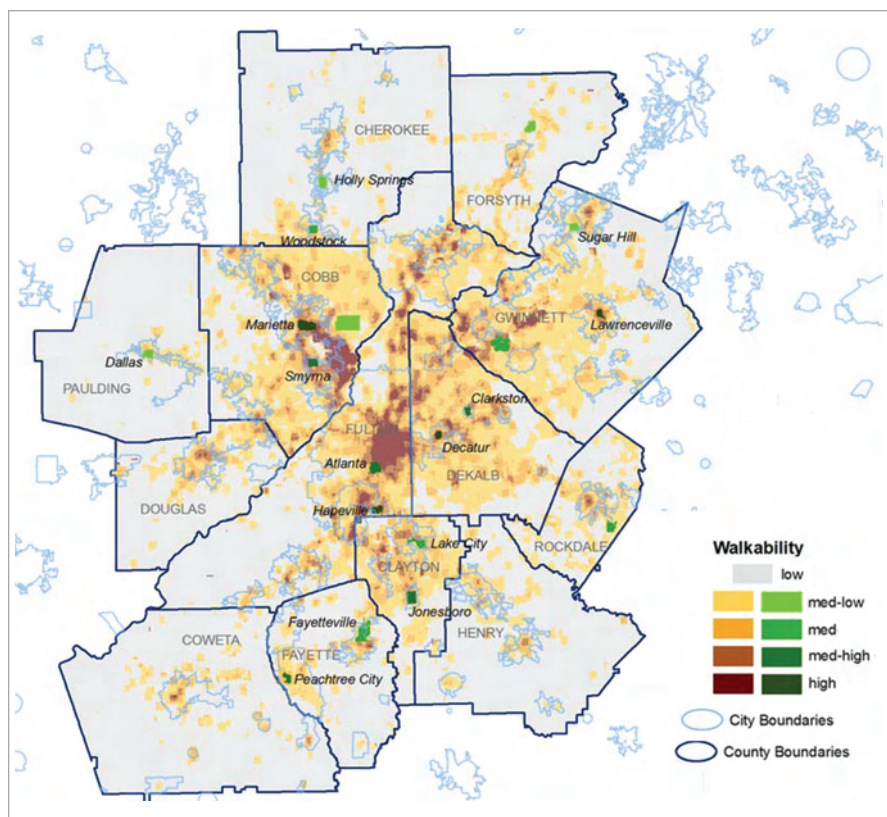 CHEROKEE
Holly Springs
FORSYTH
Woodstock
Sugar Hill
COBB
GWINNETT
Marietta
Lawrenceville
Dallas
PAULDING
Smyrna
Clarkston
FULT
Decatur
Atlanta
DEKALB
DOUGLAS
Hapeville
Lake City
ROCKDALE
CLAYTON
Jonesboro
Fayetteville
HENRY
COWETA
FAYETTE
Peachtree City
Walkability
low
med-low
med
med-high
high
City Boundaries
County Boundaries